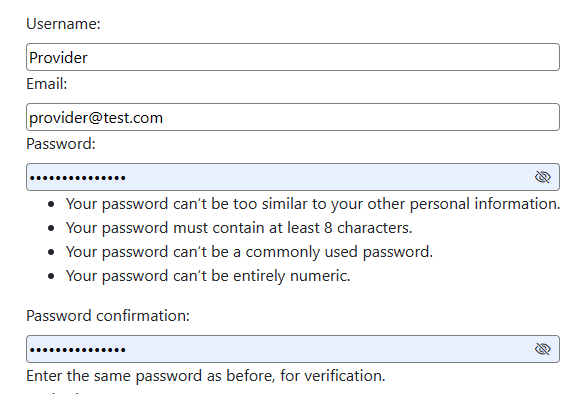 Username:
Provider
Email:
provider@test.com
Password:
•••••••••••••••
• Your password can't be too similar to your other personal information.
• Your password must contain at least 8 characters.
• Your password can't be a commonly used password.
• Your password can't be entirely numeric.
Password confirmation:
•••••••••••••••
Enter the same password as before, for verification.